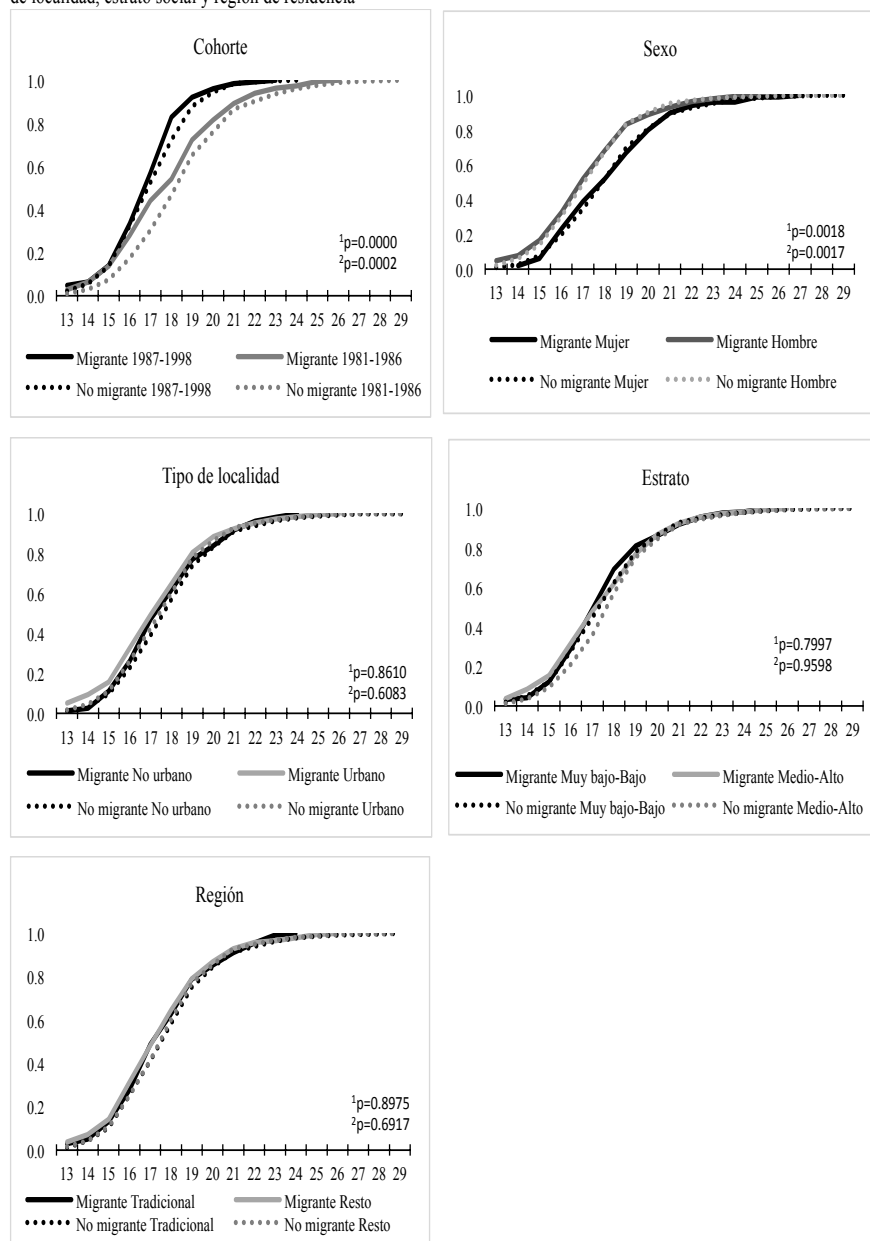 de localidad, estrato social y región de residencia
Cohorte
1.0
0.8
0.6
0.4
0.2
0.0
¹p=0.0000
²p=0.0002
13 14 15 16 17 18 19 20 21 22 23 24 25 26 27 28 29
Migrante 1987-1998 Migrante 1981-1986
No migrante 1987-1998 No migrante 1981-1986
Sexo
1.0
0.8
0.6
0.4
0.2
0.0
¹p=0.0018
²p=0.0017
13 14 15 16 17 18 19 20 21 22 23 24 25 26 27 28 29
Migrante Mujer Migrante Hombre
No migrante Mujer No migrante Hombre
Tipo de localidad
1.0
0.8
0.6
0.4
0.2
0.0
¹p=0.8610
²p=0.6083
13 14 15 16 17 18 19 20 21 22 23 24 25 26 27 28 29
Migrante No urbano Migrante Urbano
No migrante No urbano No migrante Urbano
Estrato
1.0
0.8
0.6
0.4
0.2
0.0
¹p=0.7997
²p=0.9598
13 14 15 16 17 18 19 20 21 22 23 24 25 26 27 28 29
Migrante Muy bajo-Bajo Migrante Medio-Alto
No migrante Muy bajo-Bajo No migrante Medio-Alto
Región
1.0
0.8
0.6
0.4
0.2
0.0
¹p=0.8975
²p=0.6917
13 14 15 16 17 18 19 20 21 22 23 24 25 26 27 28 29
Migrante Tradicional Migrante Resto
No migrante Tradicional No migrante Resto